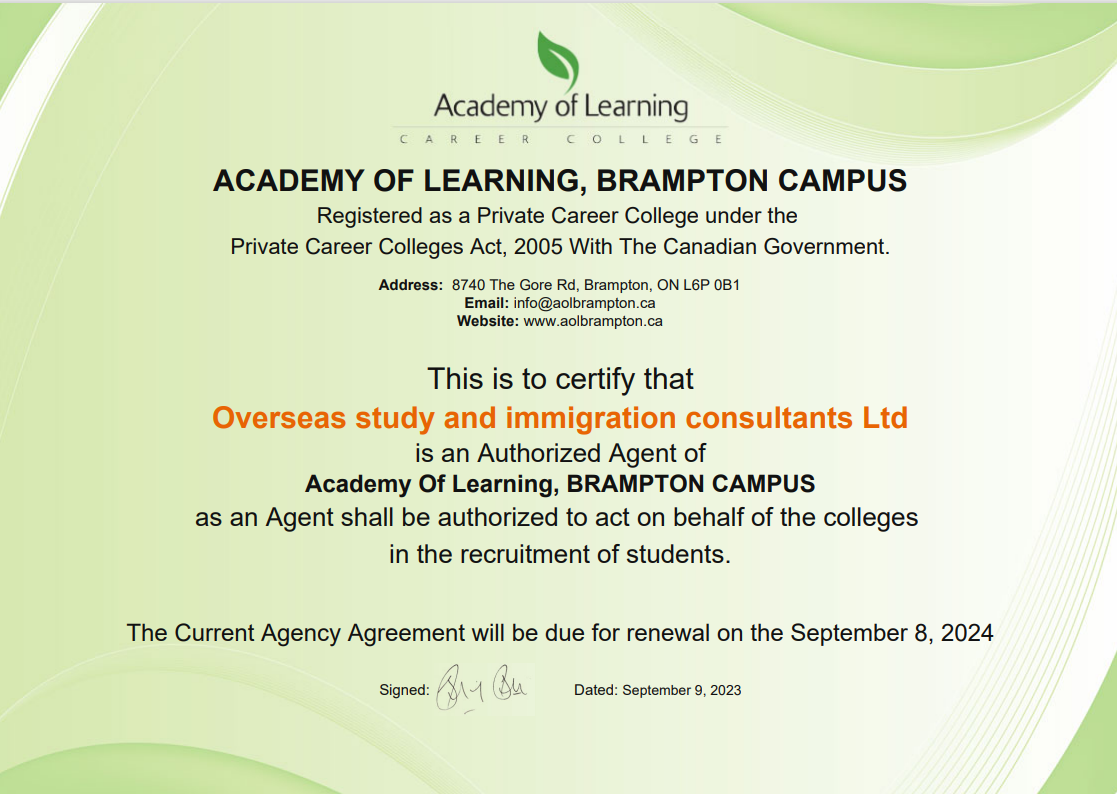 Academy of Learning
CAREER COLLEGE
ACADEMY OF LEARNING, BRAMPTON CAMPUS
Registered as a Private Career College under the
Private Career Colleges Act, 2005 With The Canadian Government.
Address: 8740 The Gore Rd, Brampton, ON L6P 0B1
Email: info@aolbrampton.ca
Website: www.aolbrampton.ca
This is to certify that
Overseas study and immigration consultants Ltd
is an Authorized Agent of
Academy Of Learning, BRAMPTON CAMPUS
as an Agent shall be authorized to act on behalf of the colleges
in the recruitment of students.
The Current Agency Agreement will be due for renewal on the September 8, 2024
Signed: Dated: September 9, 2023